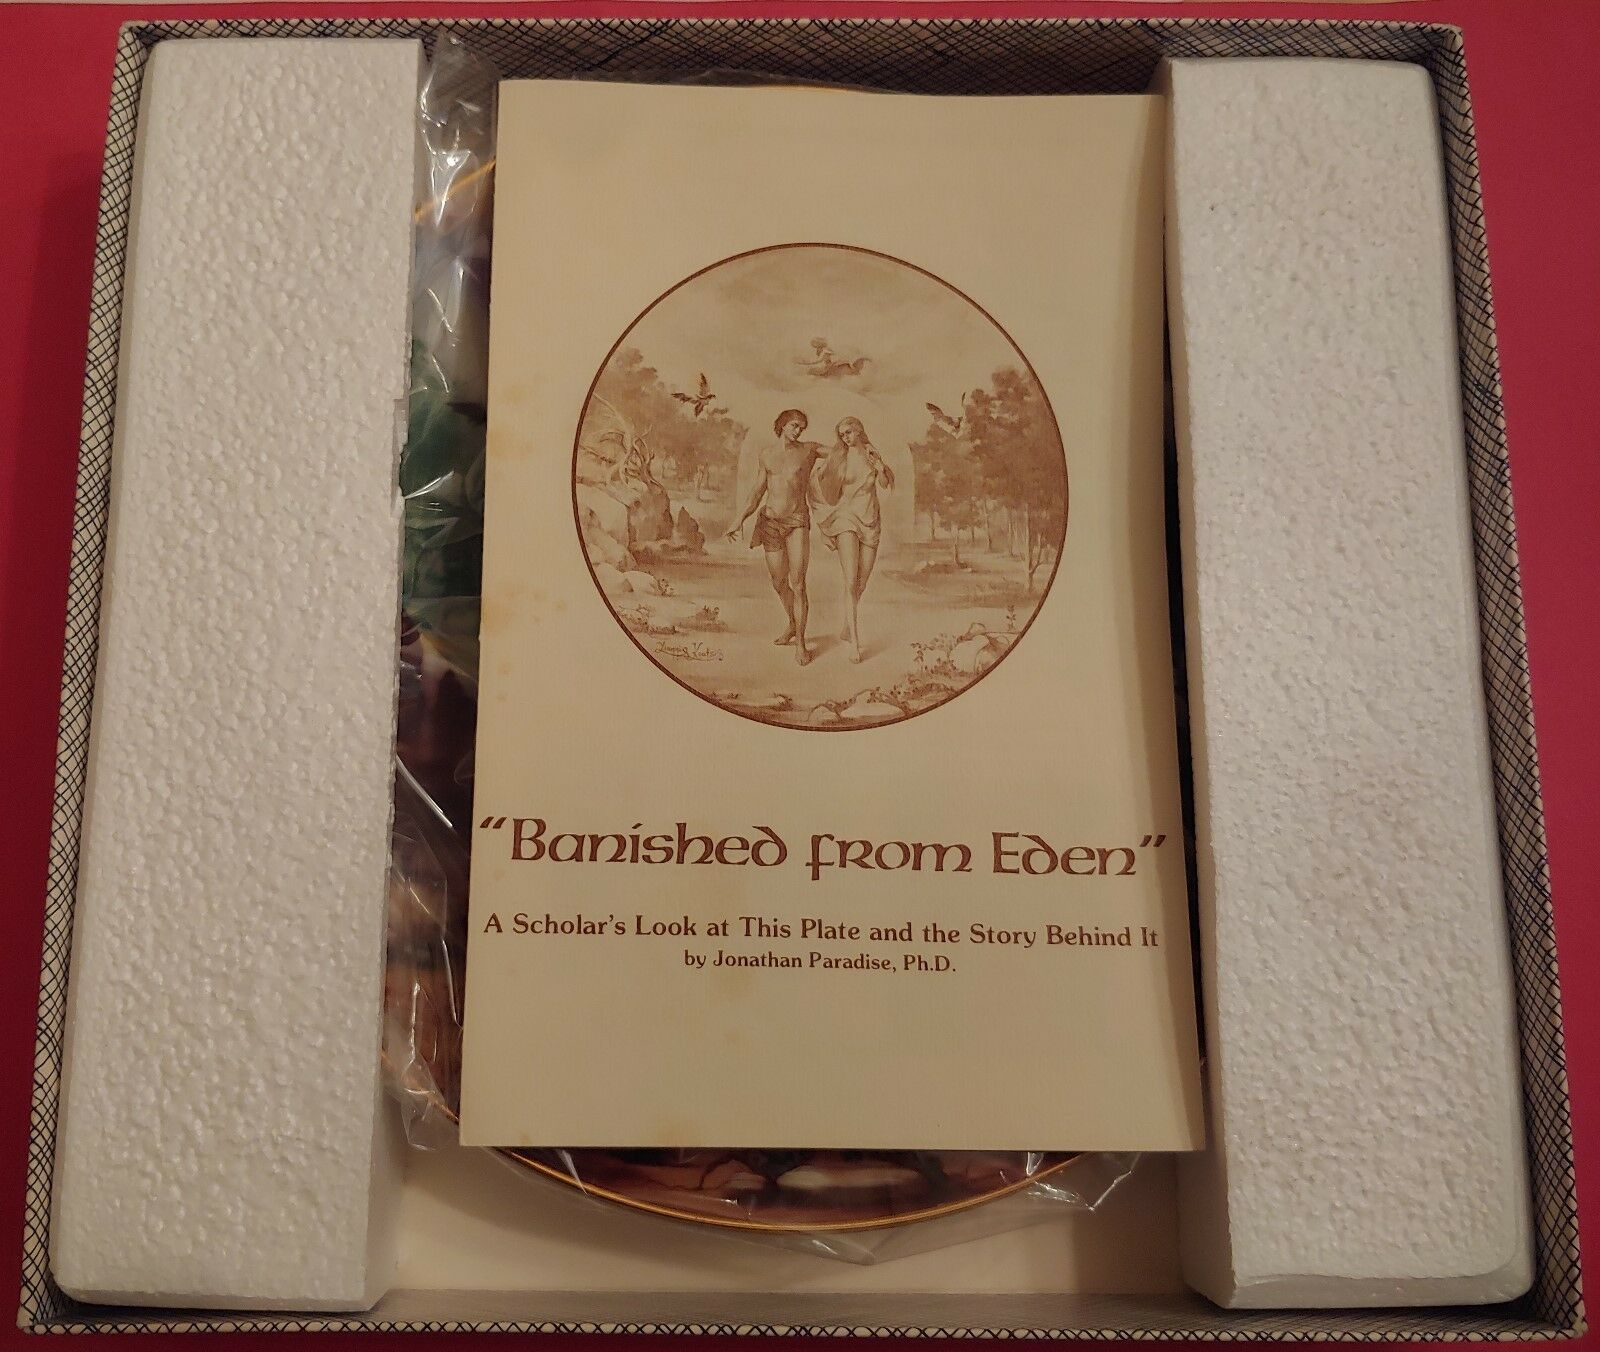 "Banished from Eden"
A Scholar's Look at This Plate and the Story Behind It
by Jonathan Paradise, Ph.D.